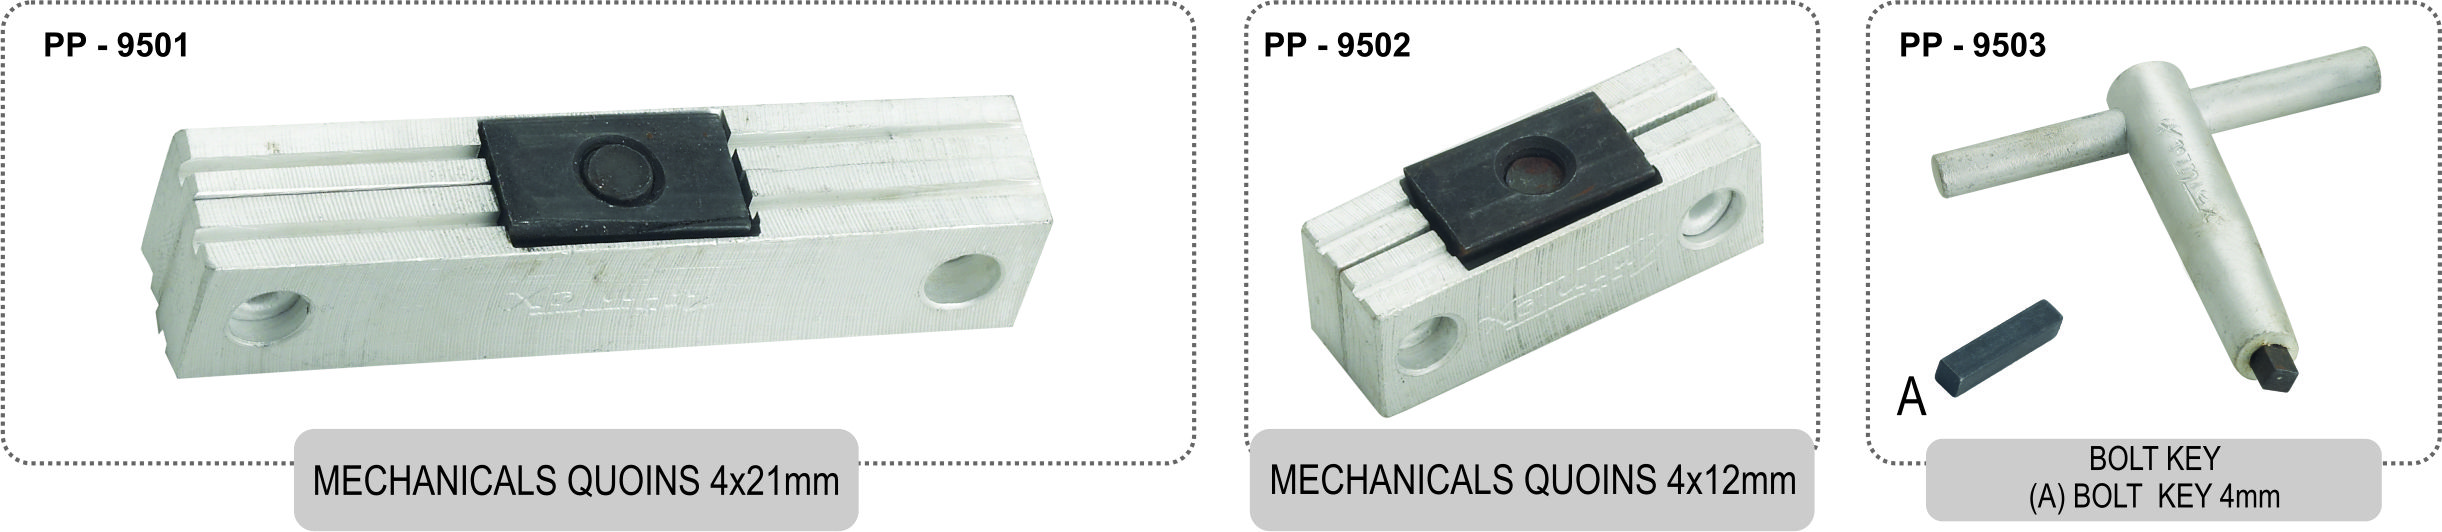 PP - 9501
MECHANICALS QUOINS 4x21mm
PP - 9502
MECHANICALS QUOINS 4x12mm
PP - 9503
A
BOLT KEY
(A) BOLT KEY 4mm